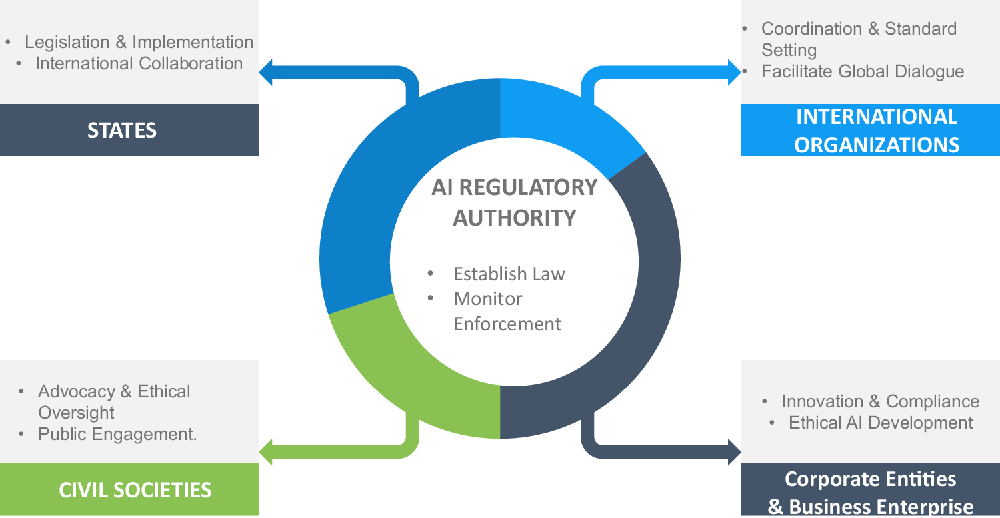 • Legislation & Implementation
• International Collaboration
STATES
• Coordination & Standard
Setting
• Facilitate Global Dialogue
INTERNATIONAL
ORGANIZATIONS
AI REGULATORY
AUTHORITY
• Establish Law
• Monitor
Enforcement
• Advocacy & Ethical
Oversight
• Public Engagement.
CIVIL SOCIETIES
• Innovation & Compliance
• Ethical AI Development
Corporate Entities
& Business Enterprise